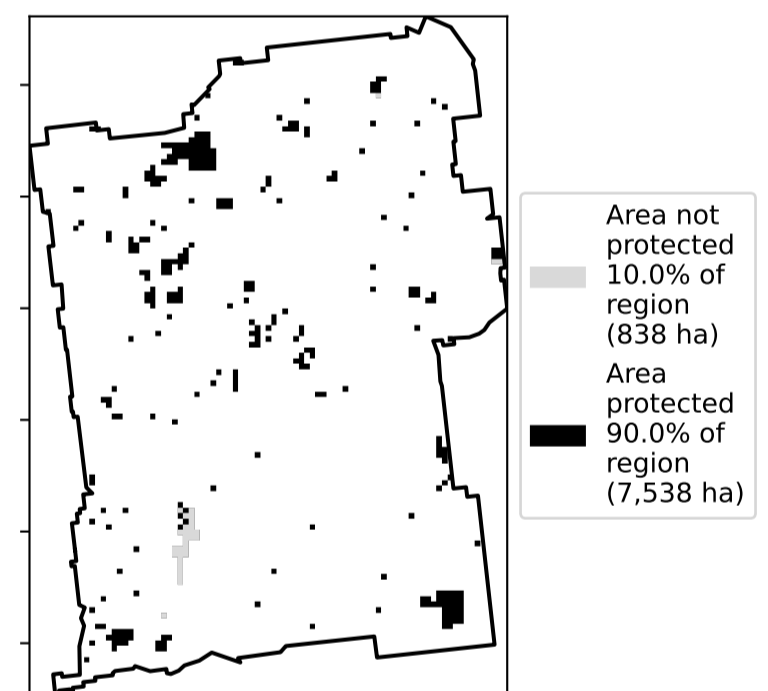 Area not
protected
10.0% of
region
(838 ha)
Area
protected
90.0% of
region
(7,538 ha)